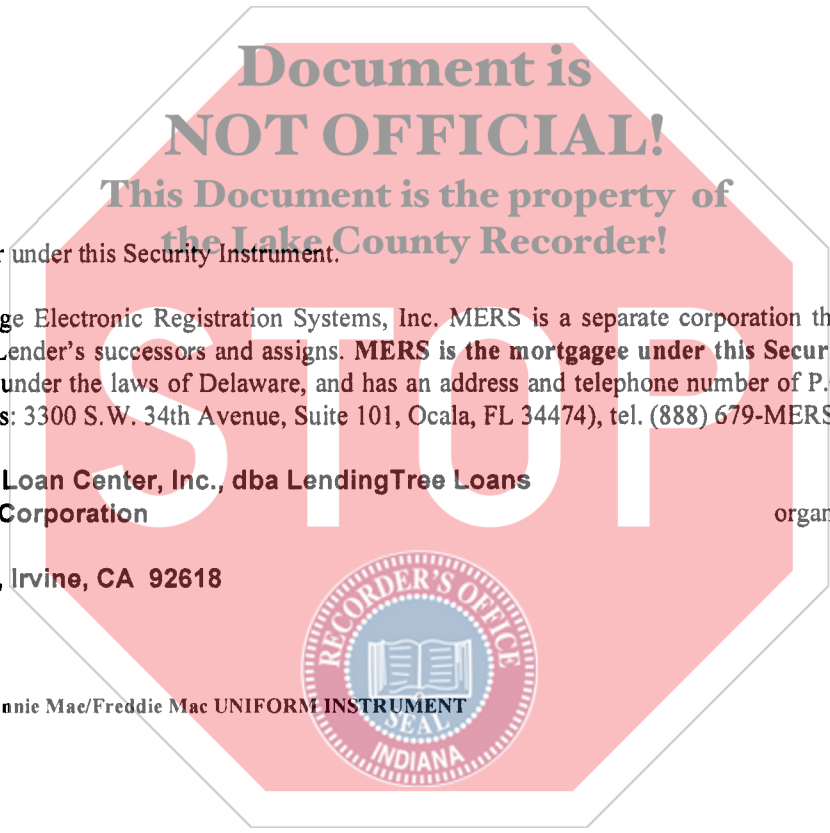 Document is
NOT OFFICIAL!
This Document is the property of
the Lake County Recorder!
r under this Security Instrument.
ge Electronic Registration Systems, Inc. MERS is a separate corporation th
Lender's successors and assigns. MERS is the mortgagee under this Secur
under the laws of Delaware, and has an address and telephone number of P.
s: 3300 S.W. 34th Avenue, Suite 101, Ocala, FL 34474), tel. (888) 679-MERS
STOP
Loan Center, Inc., dba LendingTree Loans
Corporation organ
, Irvine, CA 92618
RECORDER'S OFFICE
nnie Mae/Freddie Mac UNIFORM INSTRUMENT
SEAL
INDIANA